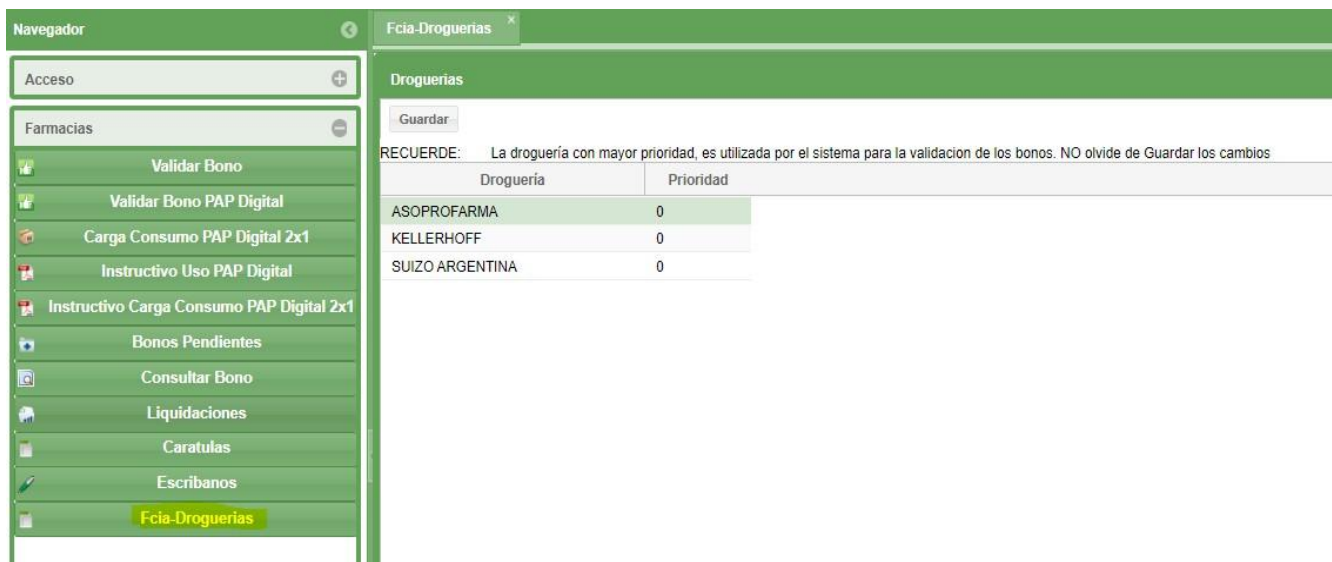 Navegador
Acceso
Farmacias
Validar Bono
Validar Bono PAP Digital
Carga Consumo PAP Digital 2x1
Instructivo Uso PAP Digital
Instructivo Carga Consumo PAP Digital 2x1
Bonos Pendientes
Consultar Bono
Liquidaciones
Caratulas
Escribanos
Fcia-Droguerias
Fcia-Droguerias x
Droguerias
Guardar
RECUERDE: La droguería con mayor prioridad, es utilizada por el sistema para la validacion de los bonos. NO olvide de Guardar los cambios
Droguería Prioridad
ASOPROFARMA 0
KELLERHOFF 0
SUIZO ARGENTINA 0